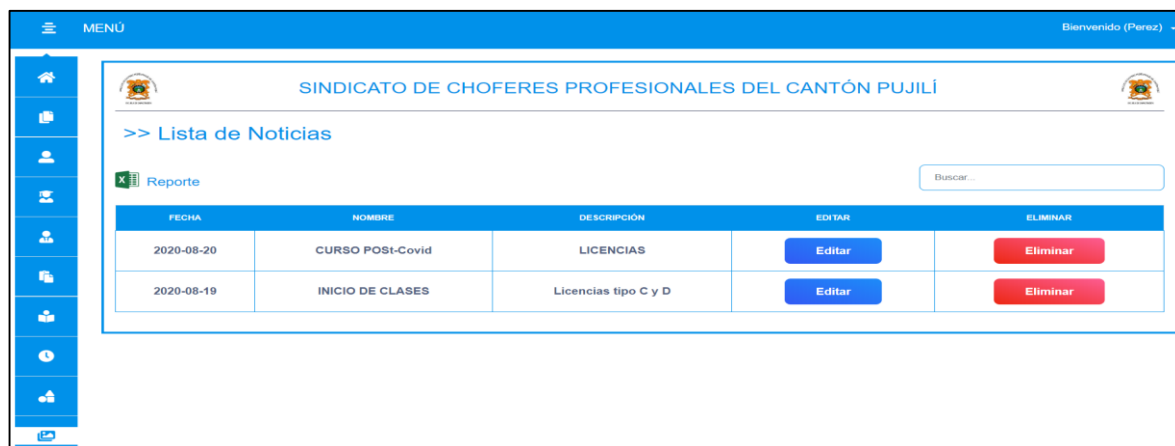 MENÚ Bienvenido (Perez)
SINDICATO DE CHOFERES PROFESIONALES DEL CANTÓN PUJILÍ
>> Lista de Noticias
Reporte Buscar...
FECHA NOMBRE DESCRIPCIÓN EDITAR ELIMINAR
2020-08-20 CURSO POSt-Covid LICENCIAS Editar Eliminar
2020-08-19 INICIO DE CLASES Licencias tipo C y D Editar Eliminar